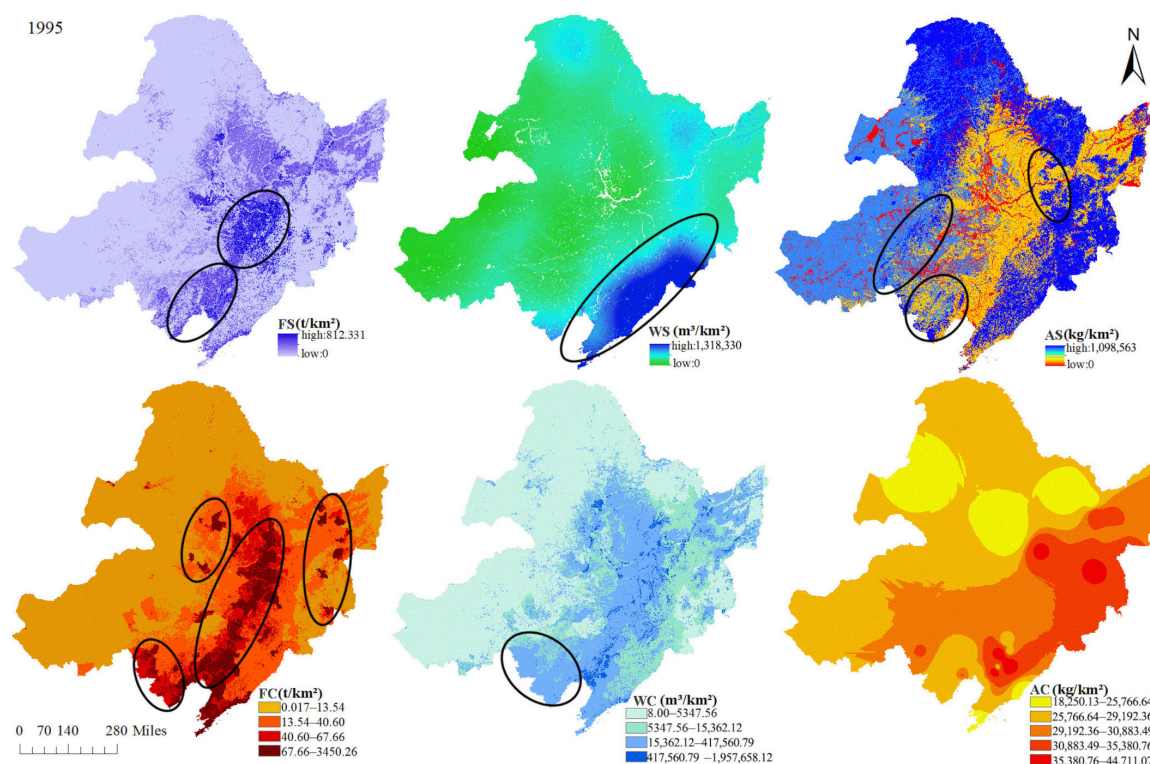 1995
N
FS(t/km²)
high:812.331
low:0
WS (m³/km²)
high:1,318,330
low:0
AS(kg/km²)
high:1,098,563
low:0
FC(t/km²)
0.017–13.54
13.54–40.60
40.60–67.66
67.66–3450.26
WC (m³/km²)
8.00–5347.56
5347.56–15,362.12
15,362.12–417,560.79
417,560.79 –1,957,658.12
AC (kg/km²)
18,250.13–25,766.64
25,766.64–29,192.36
29,192.36–30,883.49
30,883.49–35,380.76
35,380.76–44,711.07
0 70 140 280 Miles